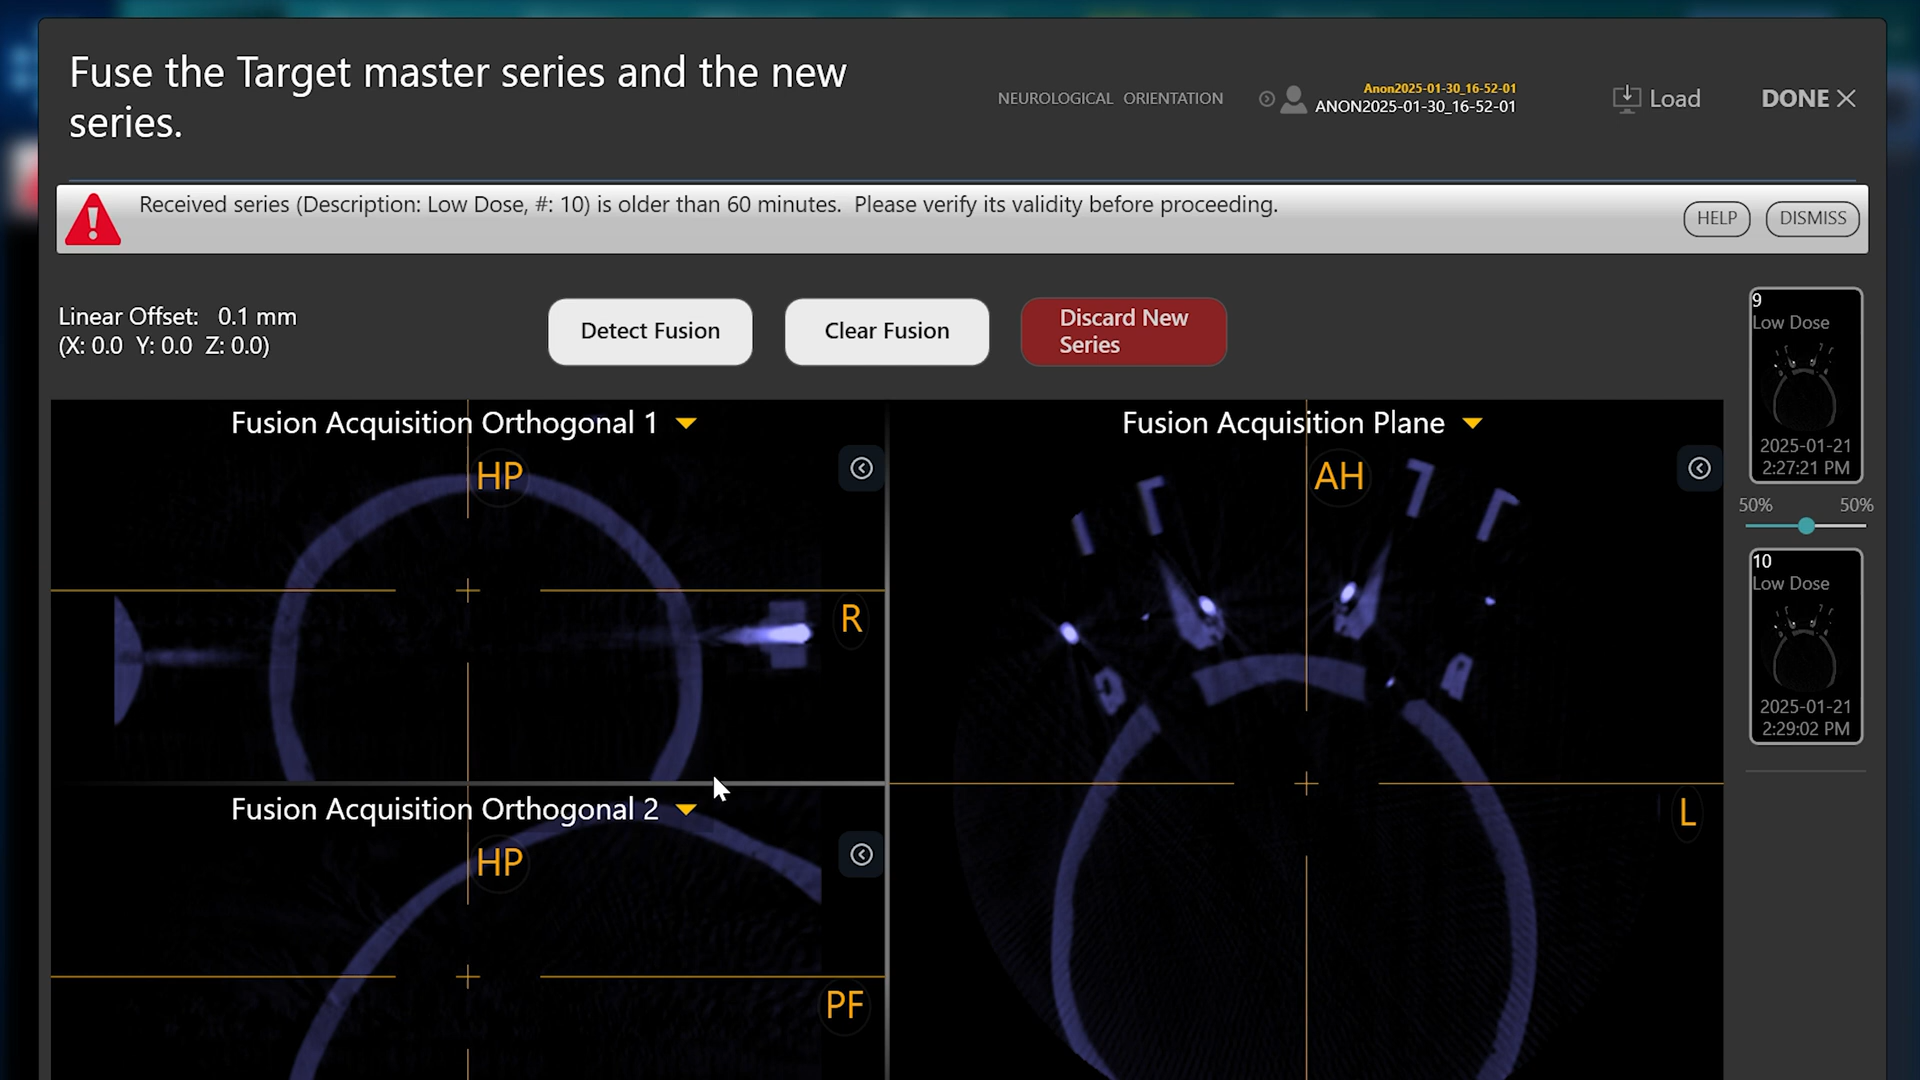 Fuse the Target master series and the new
series.
NEUROLOGICAL ORIENTATION
Anon2025-01-30_16-52-01
ANON2025-01-30_16-52-01
Load
DONE
Received series (Description: Low Dose, #: 10) is older than 60 minutes.  Please verify its validity before proceeding.
HELP
DISMISS
Linear Offset: 0.1 mm
(X: 0.0 Y: 0.0 Z: 0.0)
Detect Fusion
Clear Fusion
Discard New
Series
Fusion Acquisition Orthogonal 1
HP
R
Fusion Acquisition Orthogonal 2
HP
PF
Fusion Acquisition Plane
AH
L
9
Low Dose
2025-01-21
2:27:21 PM
50% 50%
10
Low Dose
2025-01-21
2:29:02 PM